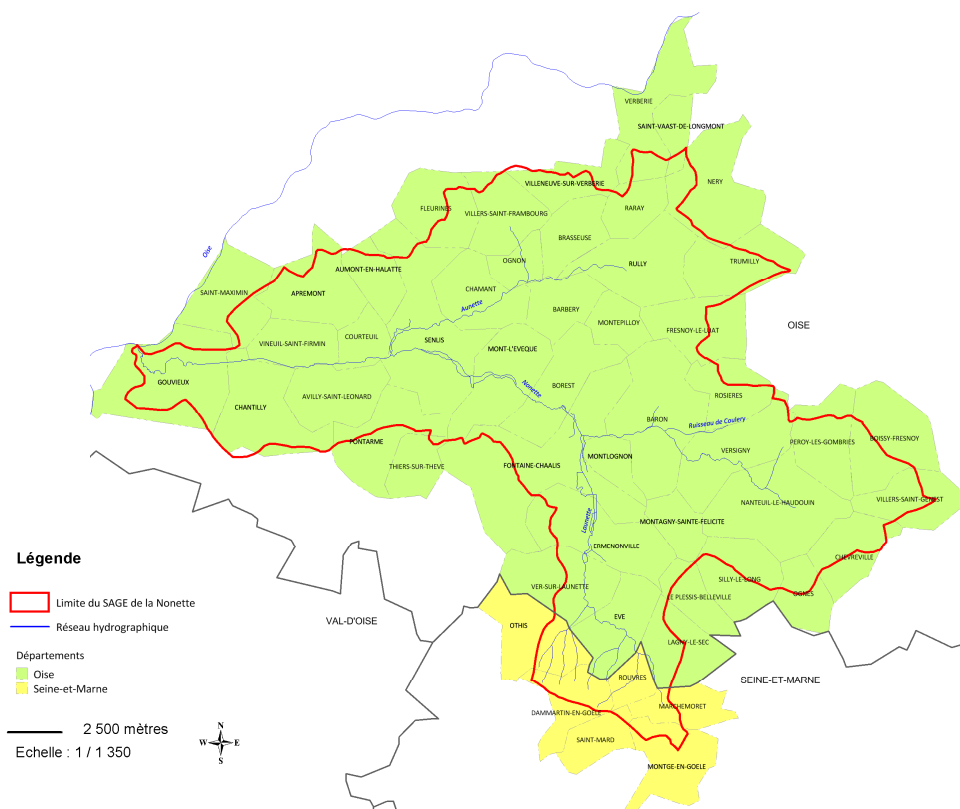 VERBERIE
SAINT-VAAST-DE-LONGMONT
NERY
VILLENEUVE-SUR-VERBERIE
FLEURINES
VILLERS-SAINT-FRAMBOURG
RARAY
BRASSEUSE
Oise
OGNON
RULLY
TRUMILLY
AUMONT-EN-HALATTE
SAINT-MAXIMIN
APREMONT
CHAMANT
Aunette
BARBERY
MONTEPILLOY
FRESNOY-LE-LUAT
OISE
VINEUIL-SAINT-FIRMIN
COURTEUIL
SENLIS
MONT-L'EVEQUE
GOUVIEUX
CHANTILLY
AVILLY-SAINT-LEONARD
Nonette
BOREST
ROSIERES
BARON
Ruisseau de Coulery
PONTARME
PEROY-LES-GOMBRIES
BOISSY-FRESNOY
VERSIGNY
THIERS-SUR-THEVE
FONTAINE-CHAALIS
MONTLOGNON
NANTEUIL-LE-HAUDOUIN
VILLERS-SAINT-GENEST
Launette
MONTAGNY-SAINTE-FELICITE
ERMENONVILLE
CHEVREVILLE
SILLY-LE-LONG
VER-SUR-LAUNETTE
LE PLESSIS-BELLEVILLE
OGNES
EVE
VAL-D'OISE
OTHIS
LAGNY-LE-SEC
ROUVRES
SEINE-ET-MARNE
MARCHEMORET
DAMMARTIN-EN-GOELE
SAINT-MARD
MONTGE-EN-GOELE
Légende
Limite du SAGE de la Nonette
Réseau hydrographique
Départements
Oise
Seine-et-Marne
2 500 mètres
Echelle : 1 / 1 350
N
W E
S